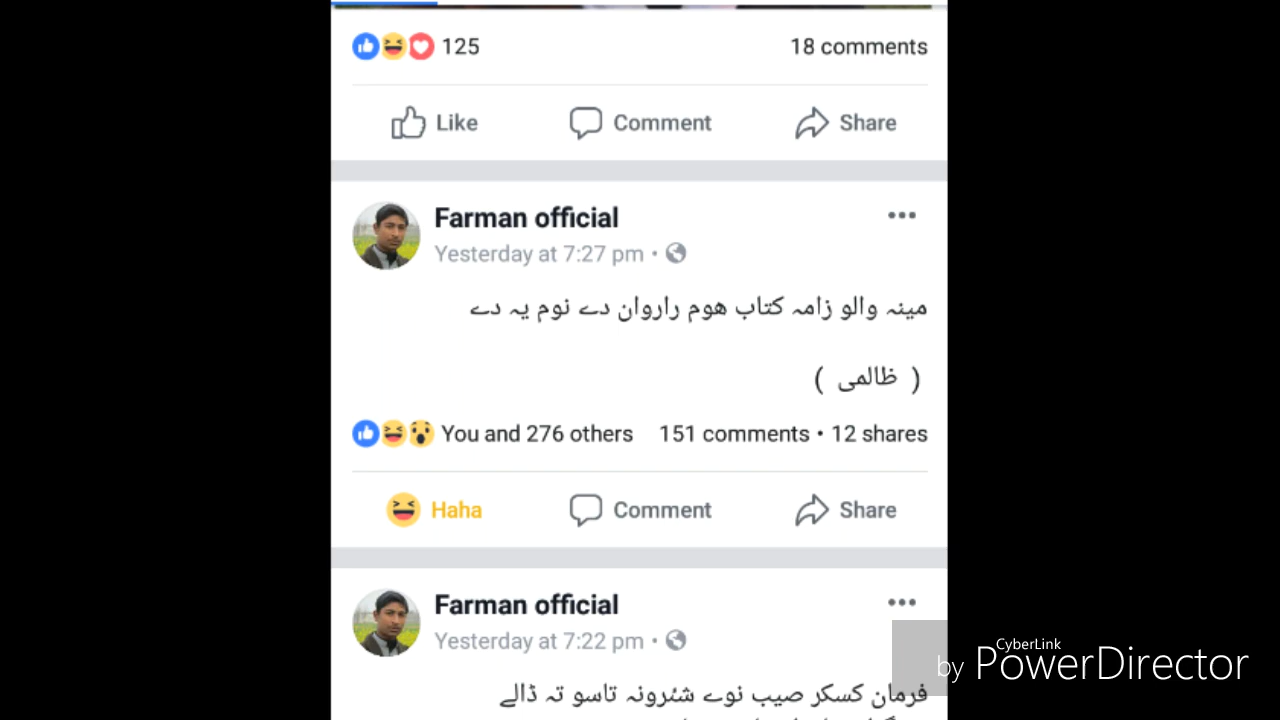 125
18 comments
Like
Comment
Share
Farman official
Yesterday at 7:27 pm
مینہ والو زامہ کتاب ھوم راروان دے نوم یہ دے
( ظالمی )
You and 276 others
151 comments • 12 shares
Haha
Comment
Share
Farman official
Yesterday at 7:22 pm
فرمان کسکر صیب نوے شئرونہ تاسو تہ ڈالے
CyberLink
by PowerDirector